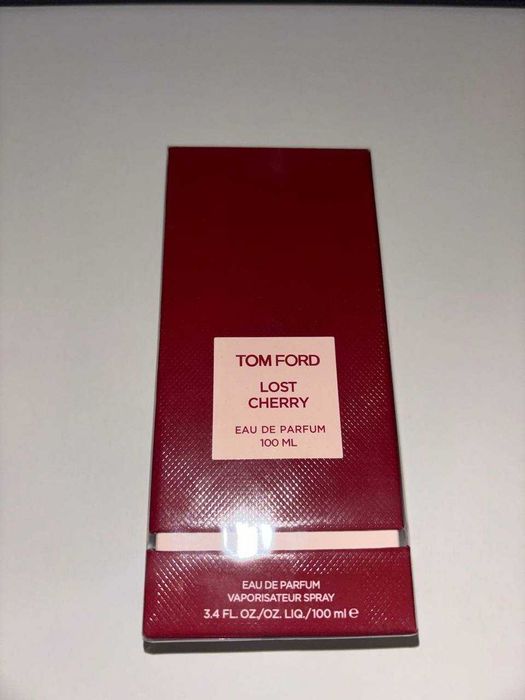 TOM FORD
LOST
CHERRY
EAU DE PARFUM
100 ML
EAU DE PARFUM
VAPORISATEUR SPRAY
3.4 FL. OZ./OZ. LIQ./100 ml ℮